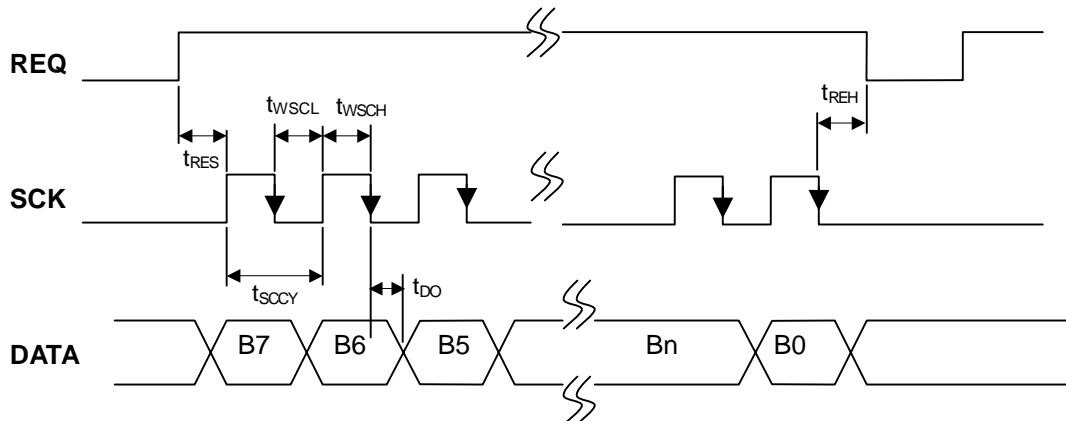 REQ
tWSCL tWSCH
tREH
tRES
SCK
tSCCY
tDO
DATA
B7 B6 B5 Bn B0